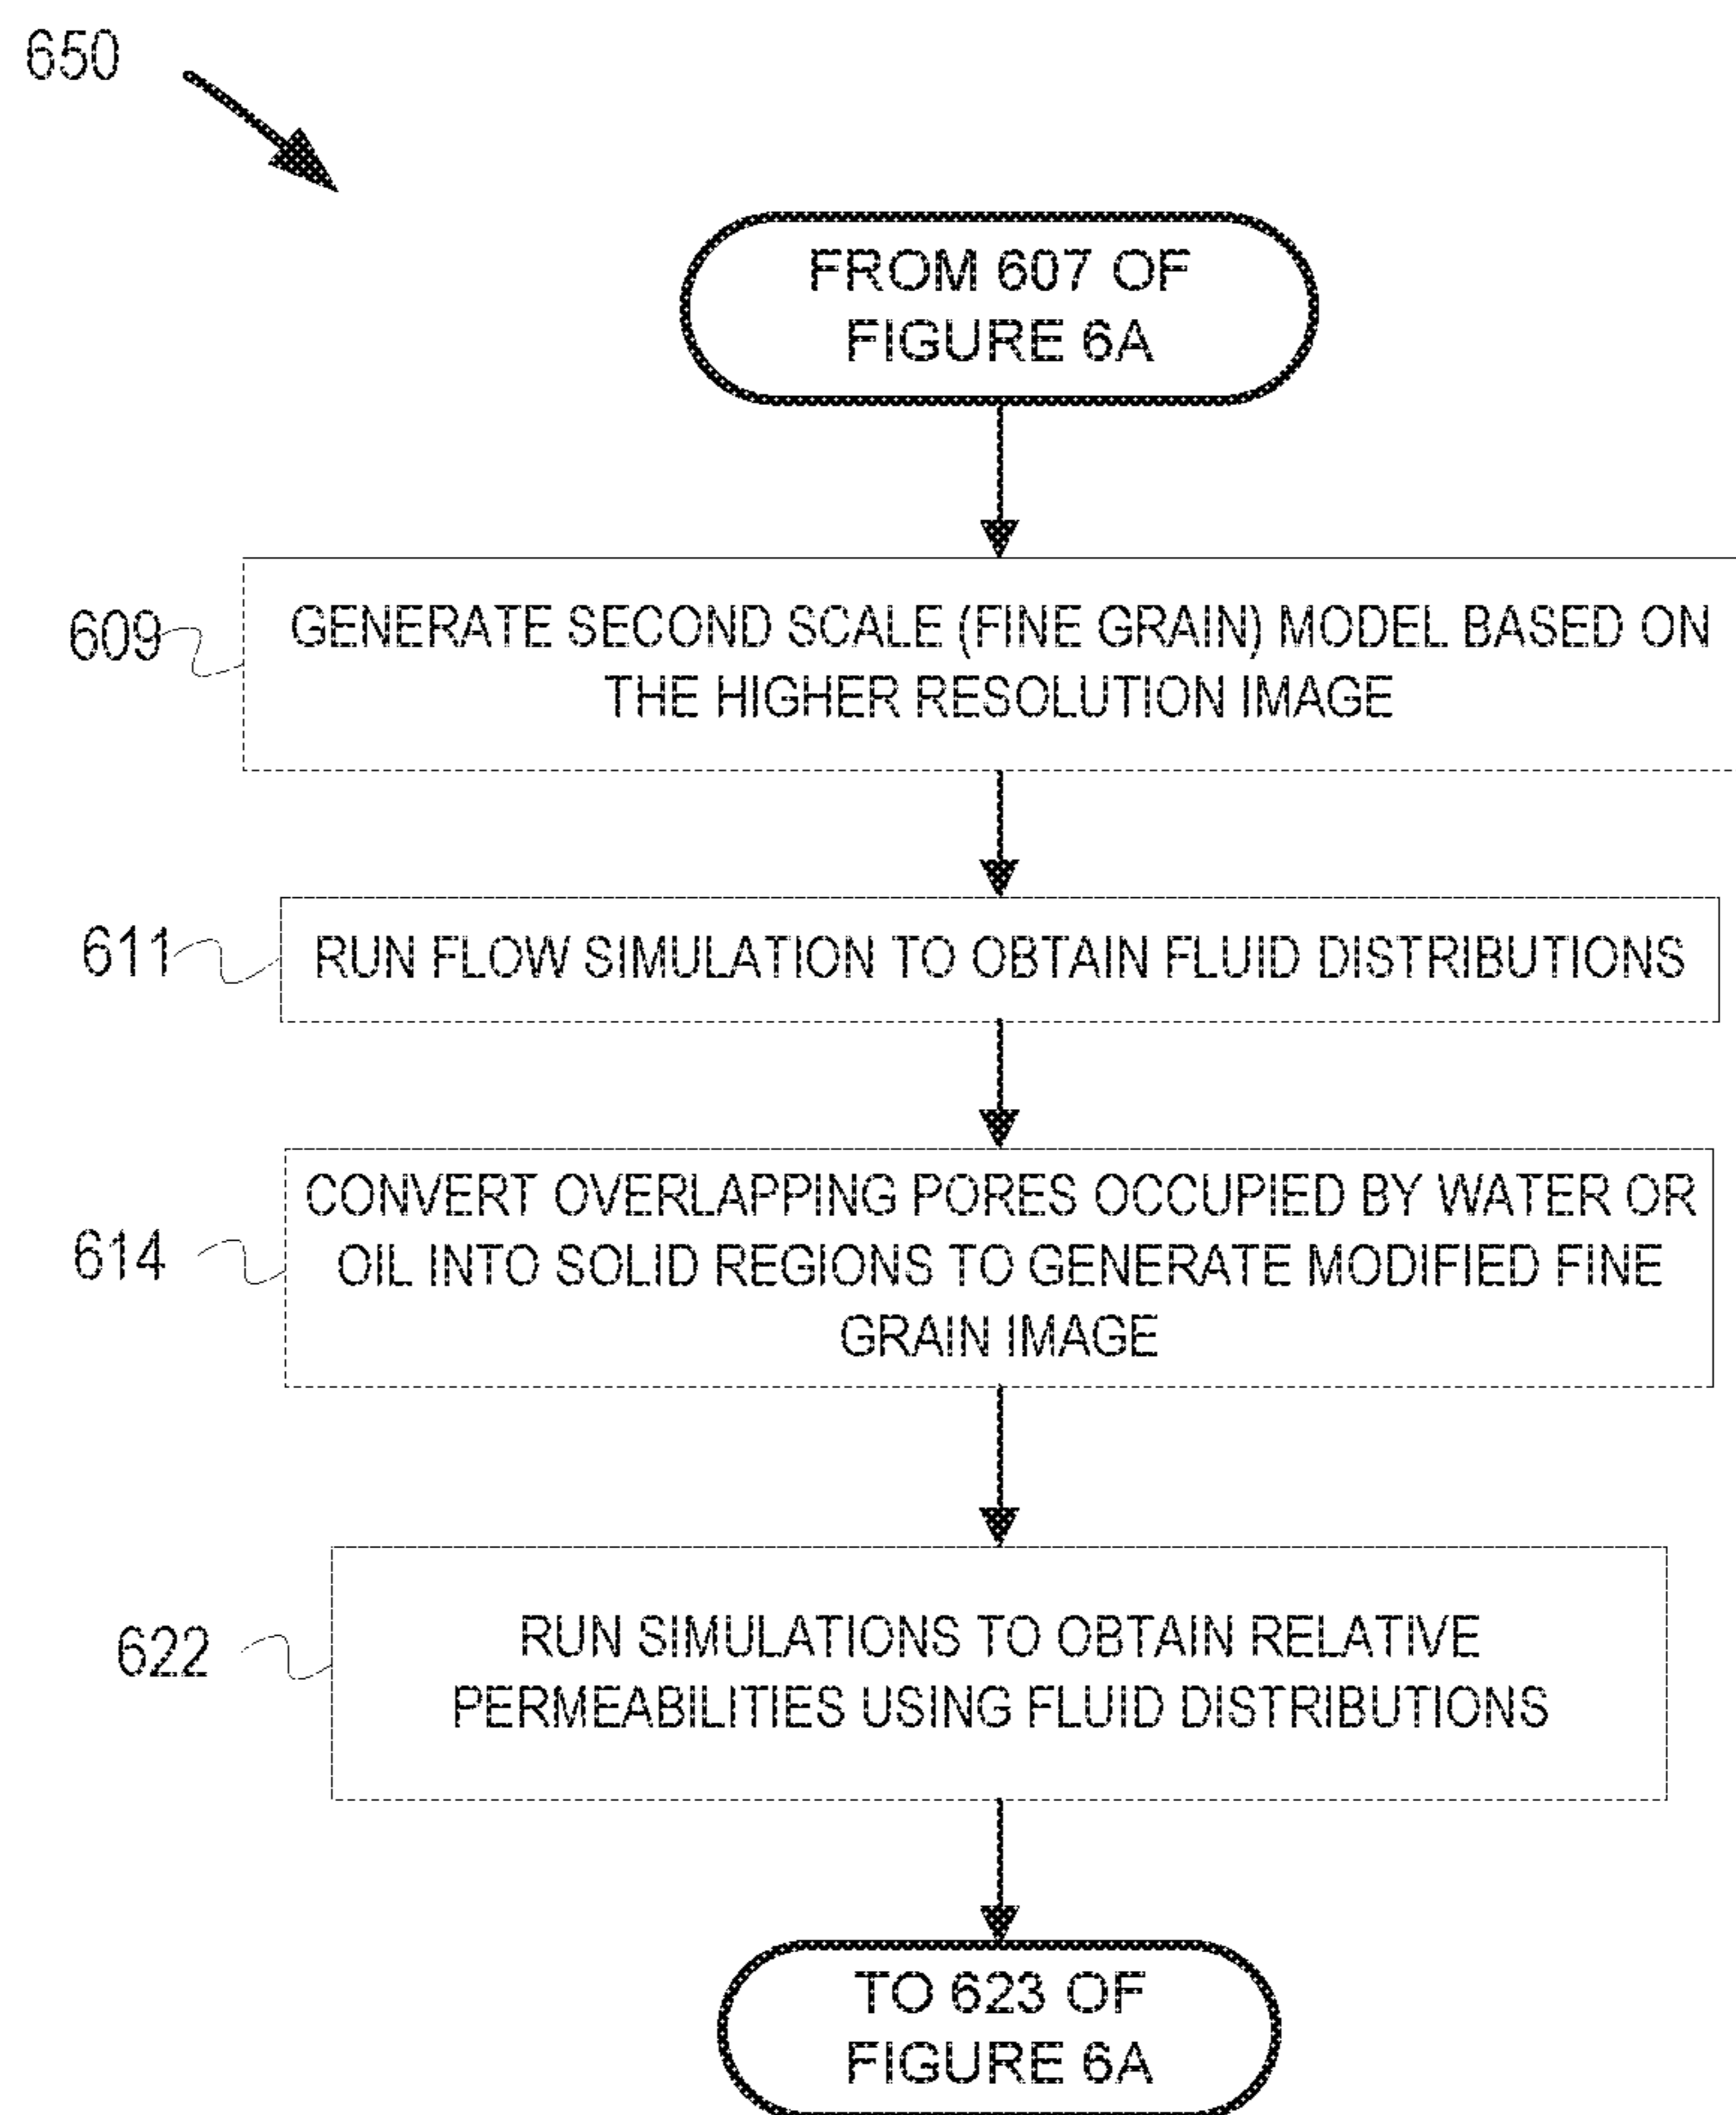 650
FROM 607 OF
FIGURE 6A
609
GENERATE SECOND SCALE (FINE GRAIN) MODEL BASED ON
THE HIGHER RESOLUTION IMAGE
611
RUN FLOW SIMULATION TO OBTAIN FLUID DISTRIBUTIONS
614
CONVERT OVERLAPPING PORES OCCUPIED BY WATER OR
OIL INTO SOLID REGIONS TO GENERATE MODIFIED FINE
GRAIN IMAGE
622
RUN SIMULATIONS TO OBTAIN RELATIVE
PERMEABILITIES USING FLUID DISTRIBUTIONS
TO 623 OF
FIGURE 6A